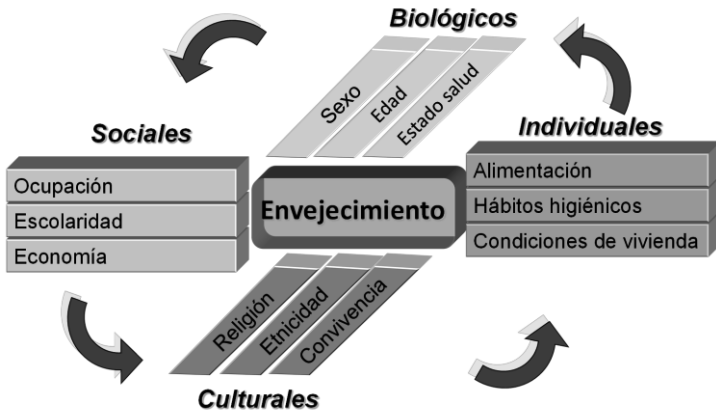 Biológicos
Sexo
Edad
Estado salud
Sociales
Ocupación
Escolaridad
Economía
Envejecimiento
Individuales
Alimentación
Hábitos higiénicos
Condiciones de vivienda
Religión
Etnicidad
Convivencia
Culturales